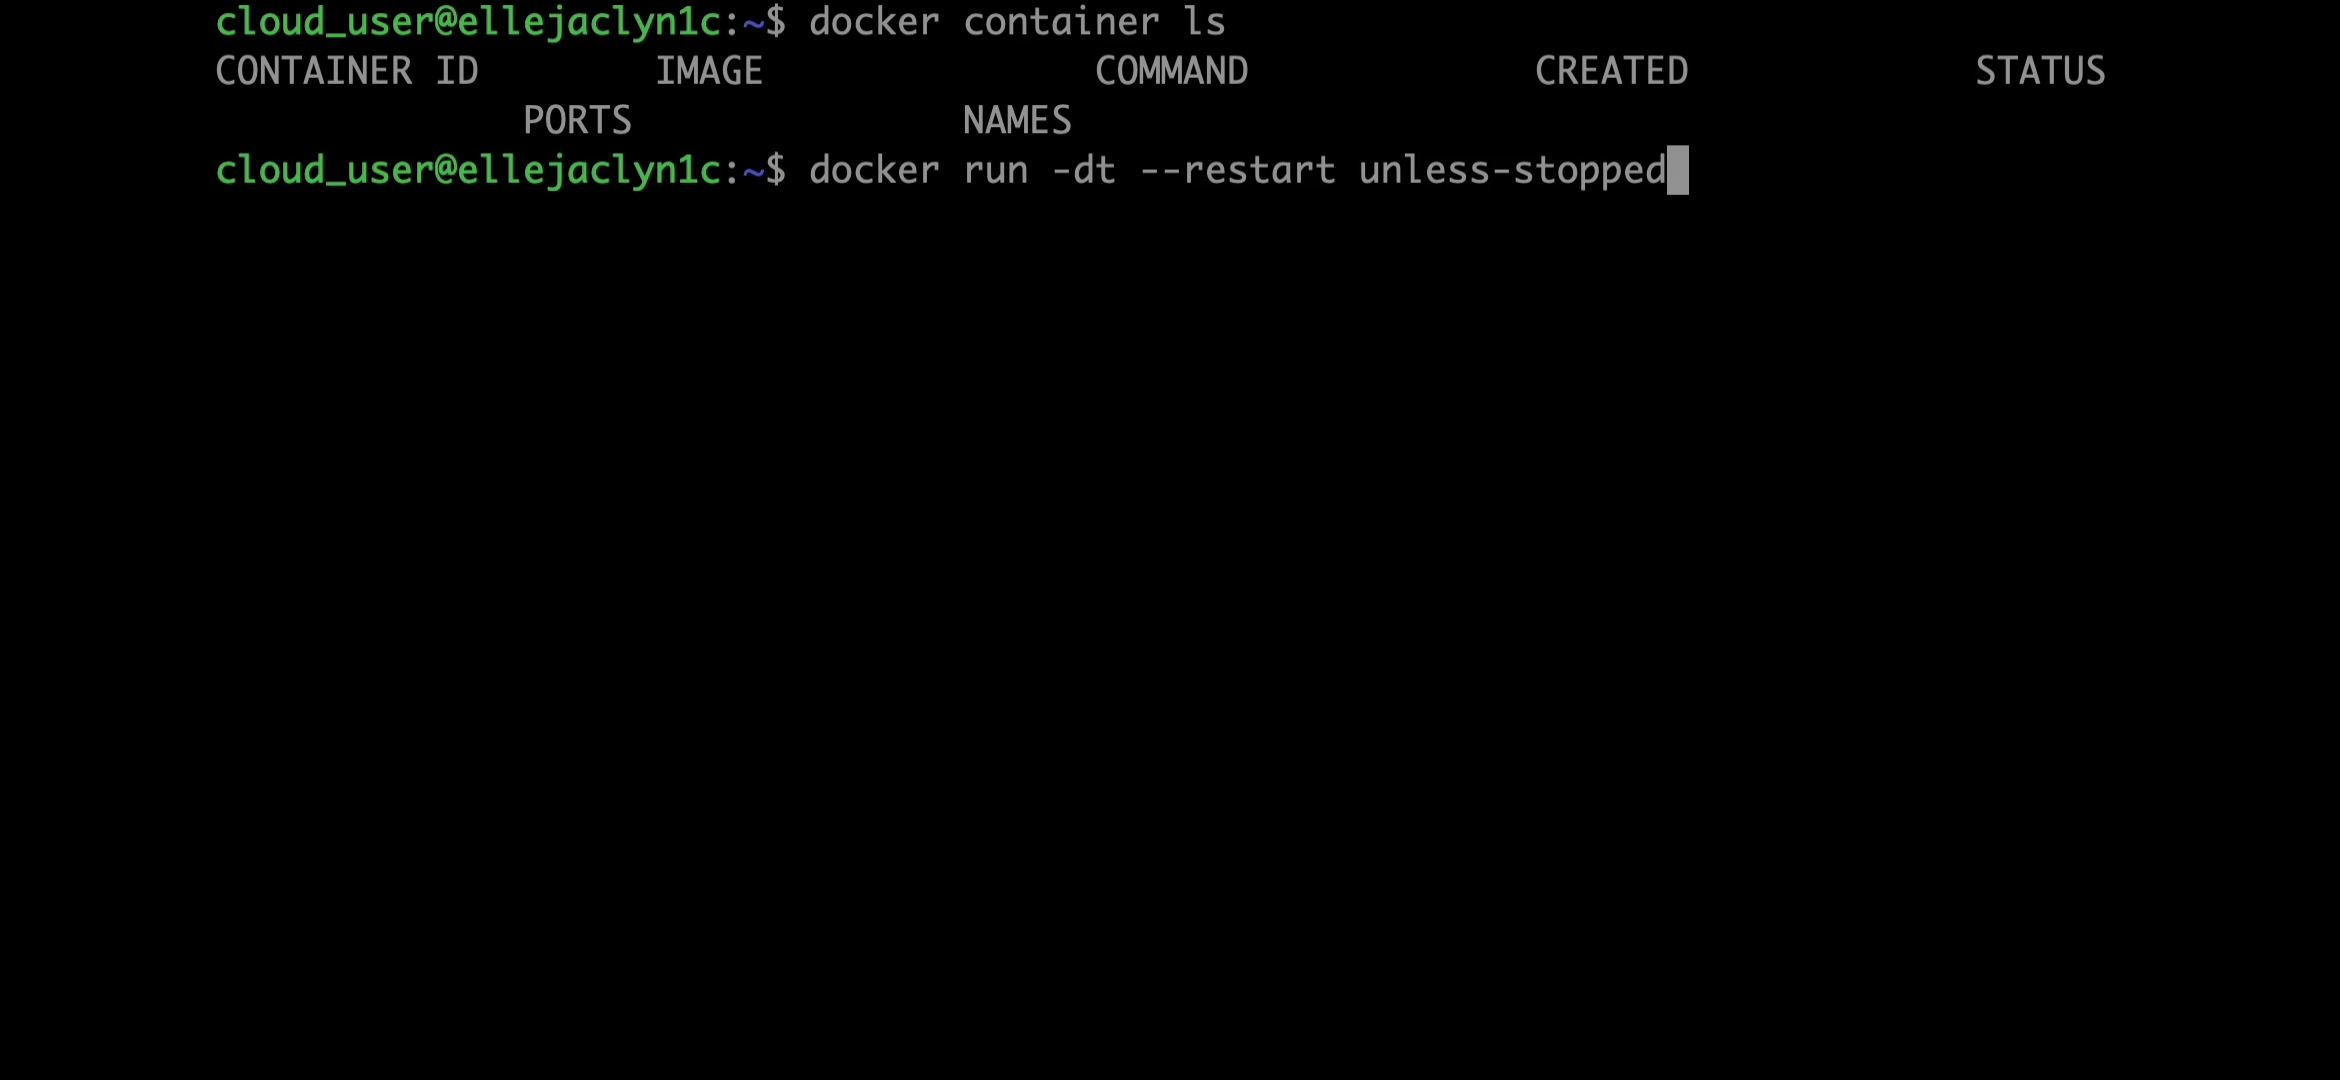 cloud_user@ellejaclyn1c:~$ docker container ls
CONTAINER ID IMAGE COMMAND CREATED STATUS
PORTS NAMES
cloud_user@ellejaclyn1c:~$ docker run -dt --restart unless-stopped